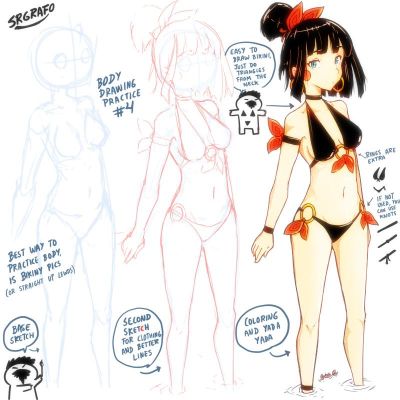 SRGRAFO
BODY
DRAWING
PRACTICE
#4
EASY TO
DRAW BIKINI,
JUST DO
TRIANGLES
FROM THE
NECK
RINGS ARE
EXTRA
IF NOT
RINGS, YOU
CAN USE
KNOTS
BEST WAY TO
PRACTICE BODY,
IS BIKINY PICS
(OR STRAIGHT UP LEWDS)
BASE
SKETCH
SECOND
SKETCH
FOR CLOTHING
AND BETTER
LINES
COLORING AND
YADA
YADA